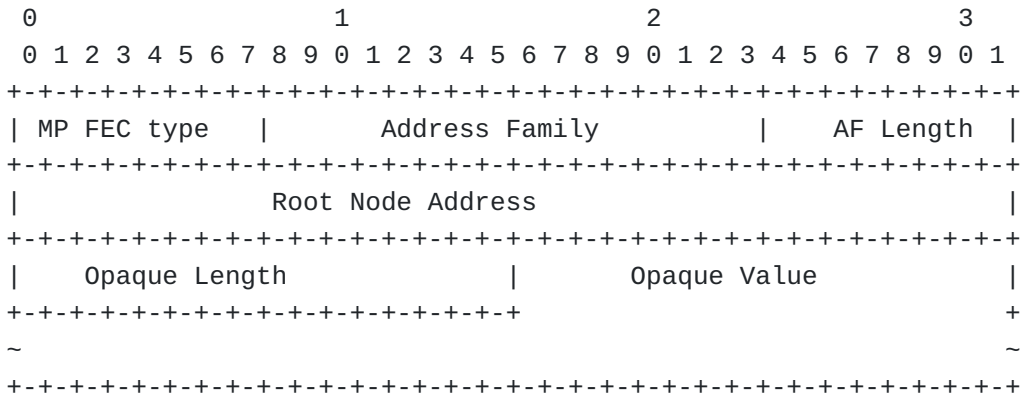 0                   1                   2                   3
 0 1 2 3 4 5 6 7 8 9 0 1 2 3 4 5 6 7 8 9 0 1 2 3 4 5 6 7 8 9 0 1
+-+-+-+-+-+-+-+-+-+-+-+-+-+-+-+-+-+-+-+-+-+-+-+-+-+-+-+-+-+-+-+-+
| MP FEC type   |       Address Family          |    AF Length  |
+-+-+-+-+-+-+-+-+-+-+-+-+-+-+-+-+-+-+-+-+-+-+-+-+-+-+-+-+-+-+-+-+
|                Root Node Address                              |
+-+-+-+-+-+-+-+-+-+-+-+-+-+-+-+-+-+-+-+-+-+-+-+-+-+-+-+-+-+-+-+-+
|    Opaque Length              |       Opaque Value            |
+-+-+-+-+-+-+-+-+-+-+-+-+-+-+-+-+                               +
~                                                               ~
+-+-+-+-+-+-+-+-+-+-+-+-+-+-+-+-+-+-+-+-+-+-+-+-+-+-+-+-+-+-+-+-+